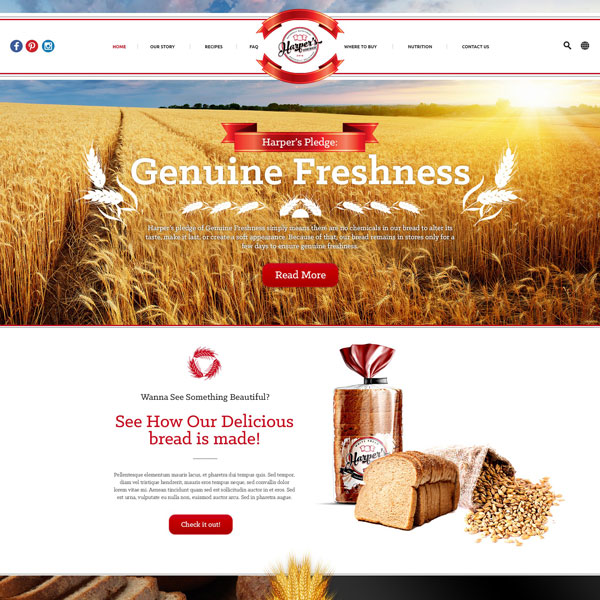 HOME
OUR STORY
RECIPES
FAQ
Harper's
WHERE TO BUY
NUTRITION
CONTACT US
Harper's Pledge:
Genuine Freshness
Harper's pledge of Genuine Freshness simply means there are no chemicals in our bread to alter its
taste, make it last, or create a soft appearance. Because of that, our bread remains in stores only for a
few days to ensure genuine freshness.
Read More
Wanna See Something Beautiful?
See How Our Delicious
bread is made!
Pellentesque elementum mauris lacus, et pharetra dui tempus quis. Sed tempor,
diam vel tristique hendrerit, mauris eros tempus neque, sed convallis dolor
lorem vitae mi. Aenean tincidunt quam est sollicitudin auctor in et eros. Sed
est urna, vulputate eu nulla non, euismod auctor arcu. Sed in pharetra augue
Check it out!
Harper's